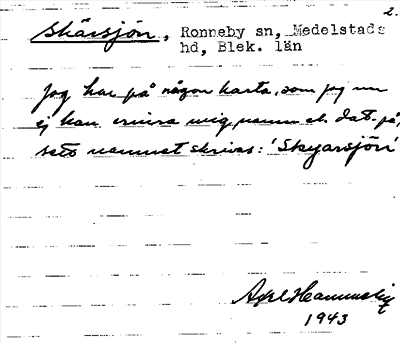 2.
Skärsjön, Ronneby sn, Medelstads
hd, Blek. län
Jag har på någon karta, som jag nu
ej kan erinra mig namn el. dat. på,
sett namnet skrivas: 'Skyarsjön'
Axel
1943